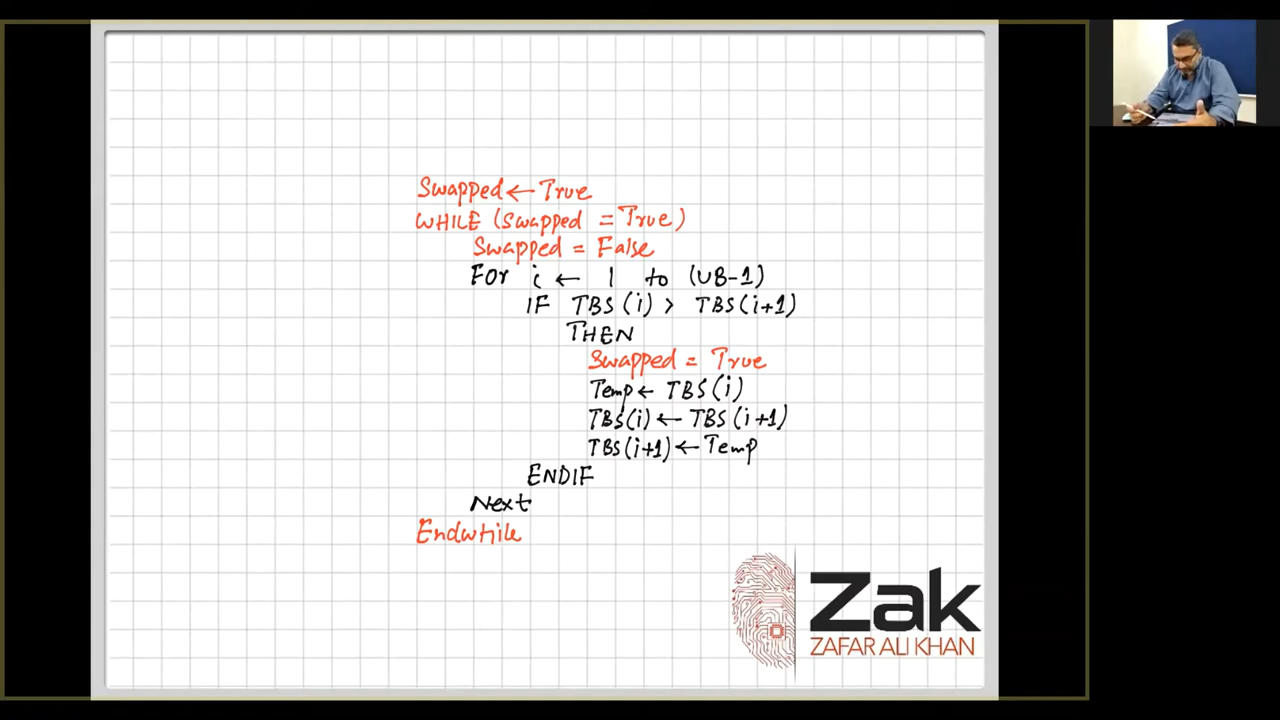 Swapped ← True
WHILE (Swapped = True)
Swapped = False
For i ← 1 to (UB-1)
IF TBS(i) > TBS(i+1)
THEN
Swapped = True
Temp ← TBS(i)
TBS(i) ← TBS(i+1)
TBS(i+1) ← Temp
ENDIF
Next
Endwhile
Zak
ZAFAR ALI KHAN